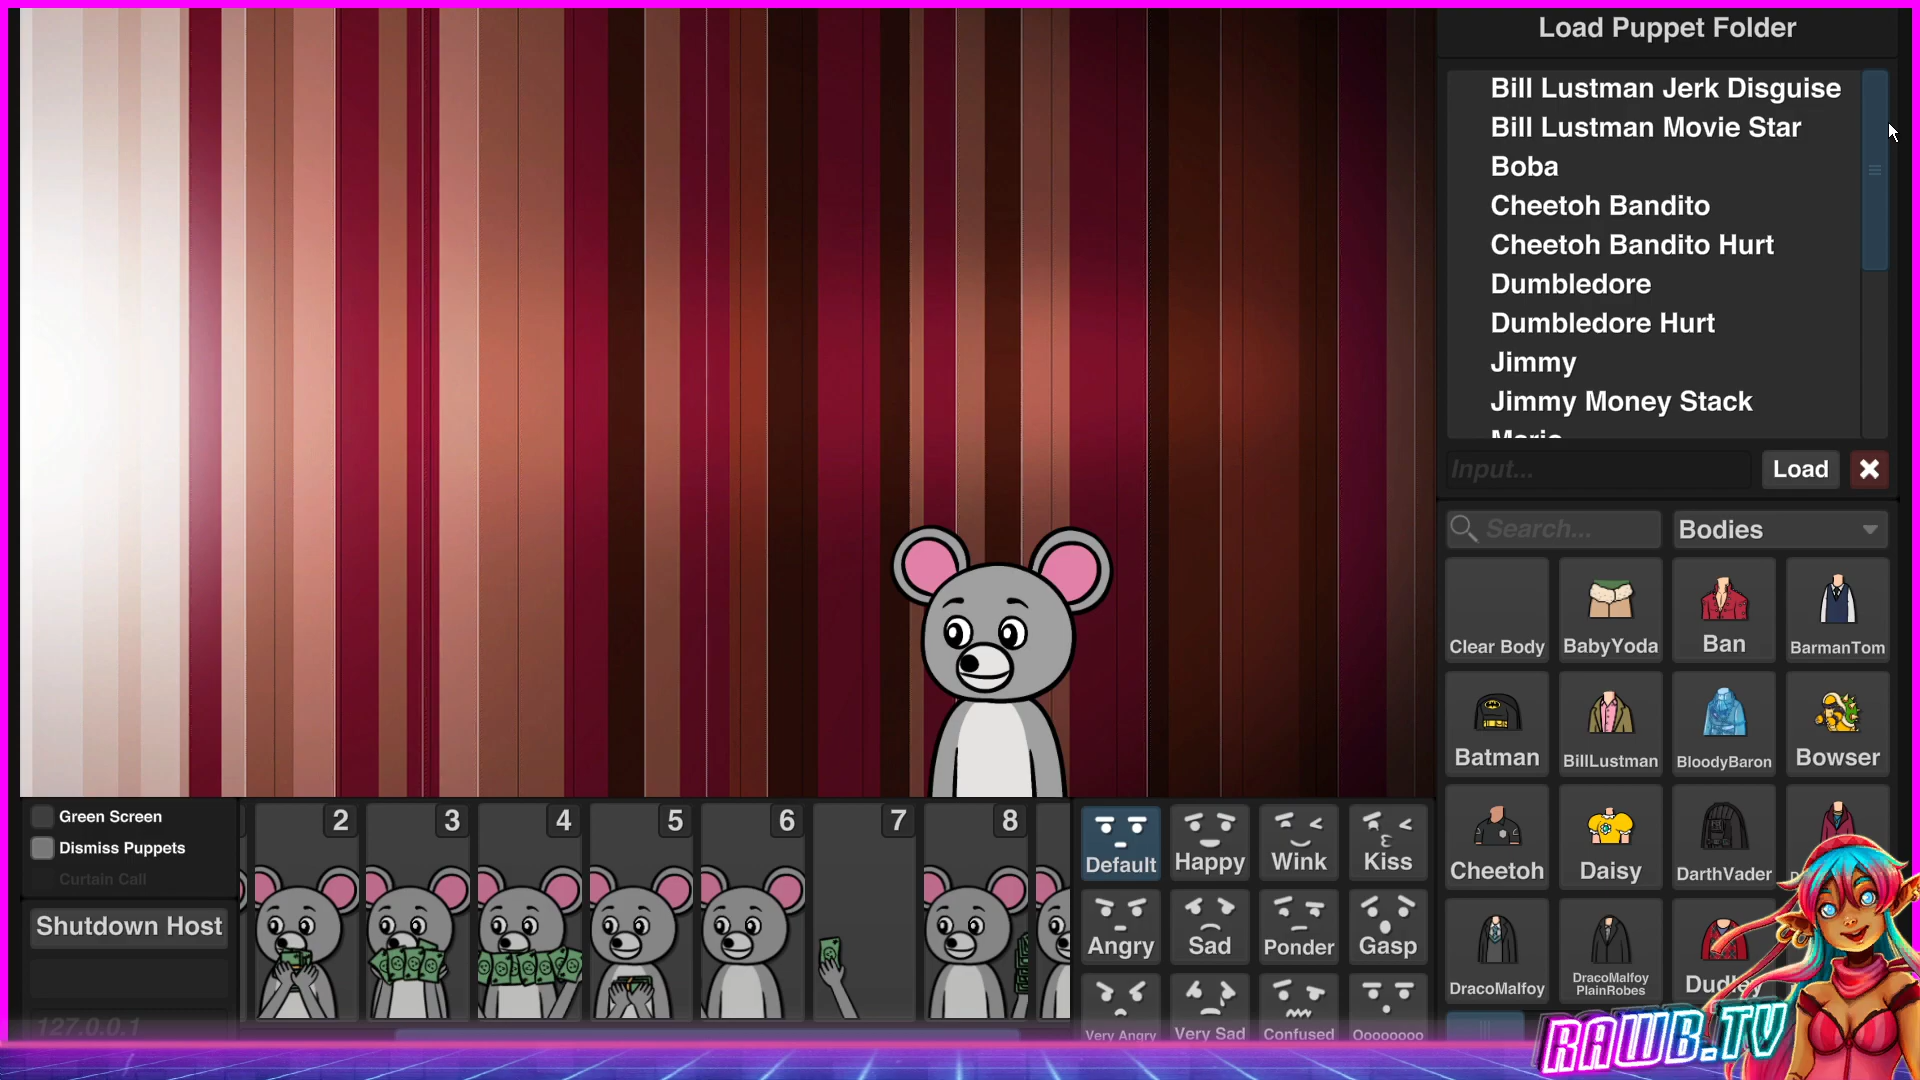 Load Puppet Folder
Bill Lustman Jerk Disguise
Bill Lustman Movie Star
Boba
Cheetoh Bandito
Cheetoh Bandito Hurt
Dumbledore
Dumbledore Hurt
Jimmy
Jimmy Money Stack
Input...
Load
Search...
Bodies
Clear Body
BabyYoda
Ban
BarmanTom
Batman
BillLustman
BloodyBaron
Bowser
Cheetoh
Daisy
DarthVader
DracoMalfoy
DracoMalfoy
PlainRobes
Green Screen
Dismiss Puppets
Curtain Call
Shutdown Host
127.0.0.1
2
3
4
5
6
7
8
Default
Happy
Wink
Kiss
Angry
Sad
Ponder
Gasp
Very Angry
Very Sad
Confused
Oooooooo
RAWB.TV